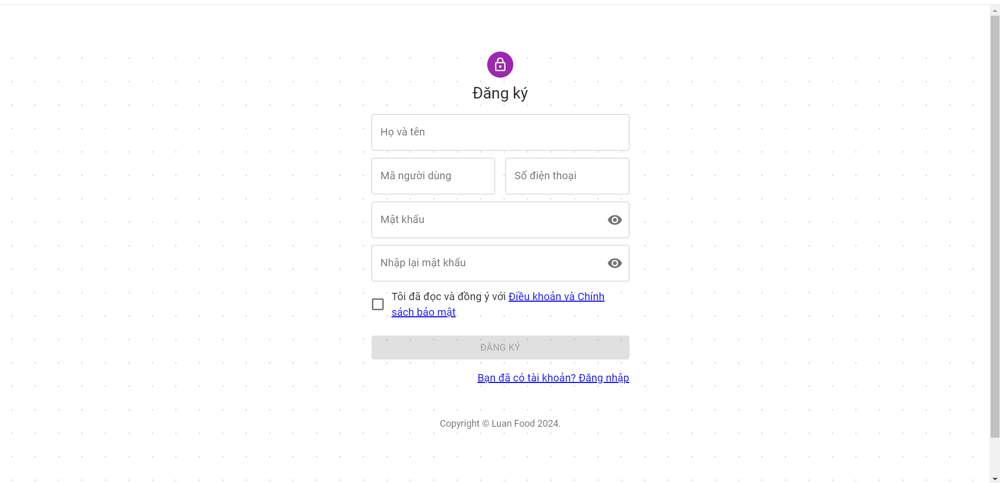 Đăng ký
Họ và tên
Mã người dùng
Số điện thoại
Mật khẩu
Nhập lại mật khẩu
Tôi đã đọc và đồng ý với Điều khoản và Chính
sách bảo mật
ĐĂNG KÝ
Bạn đã có tài khoản? Đăng nhập
Copyright © Luan Food 2024.